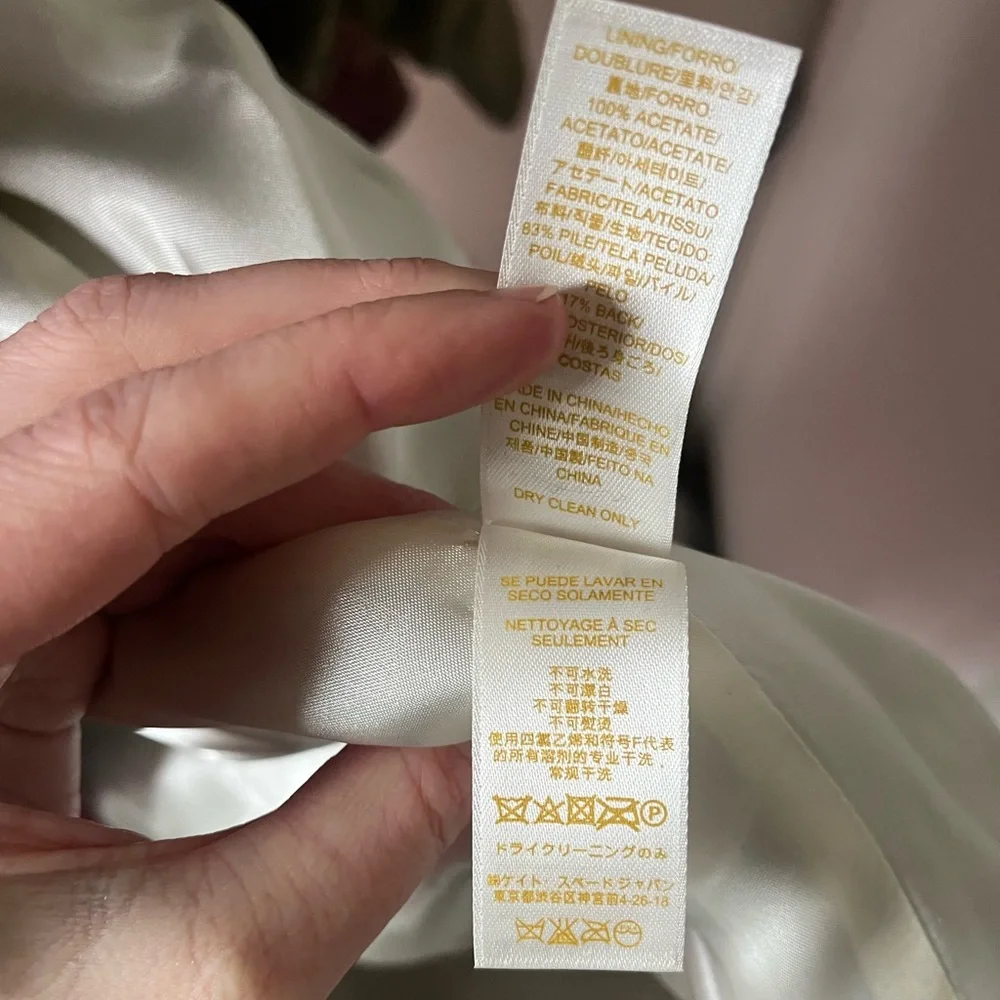 LINING/FORRO/
DOUBLURE/里料/안감/
裏地/FORRO:
100% ACETATE/
ACETATO/ACETATE/
醋纤/아세테이트/
アセテート/ACETATO
FABRIC/TELA/TISSU/
布料/직물/生地/TECIDO:
83% PILE/TELA PELUDA/
POIL/绒头/파일/パイル/
PELO
17% BACK/
OSTERIOR/DOS/
/後ろ身ごろ/
COSTAS
ADE IN CHINA/HECHO
EN CHINA/FABRIQUE EN
CHINE/中国制造/중국
제품/中国製/FEITO NA
CHINA
DRY CLEAN ONLY
SE PUEDE LAVAR EN
SECO SOLAMENTE
NETTOYAGE À SEC
SEULEMENT
不可水洗
不可漂白
不可翻转干燥
不可熨烫
使用四氯乙烯和符号F代表
的所有溶剂的专业干洗，
常规干洗
P
ドライクリーニングのみ
㈱ケイト、スペード ジャパン
東京都渋谷区神宮前4-26-18